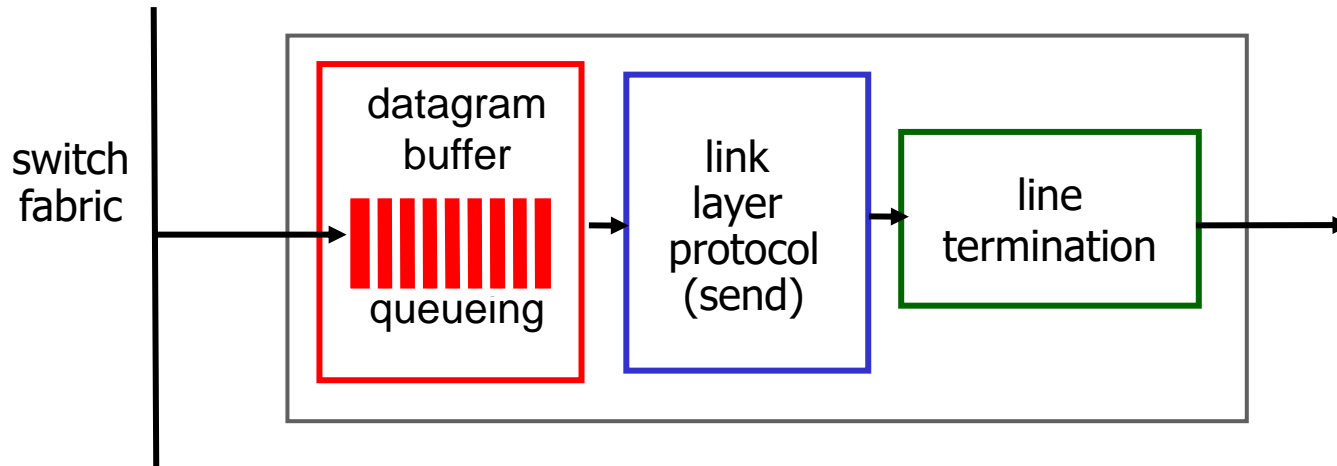 switch
fabric
datagram
buffer
queueing
link
layer
protocol
(send)
line
termination